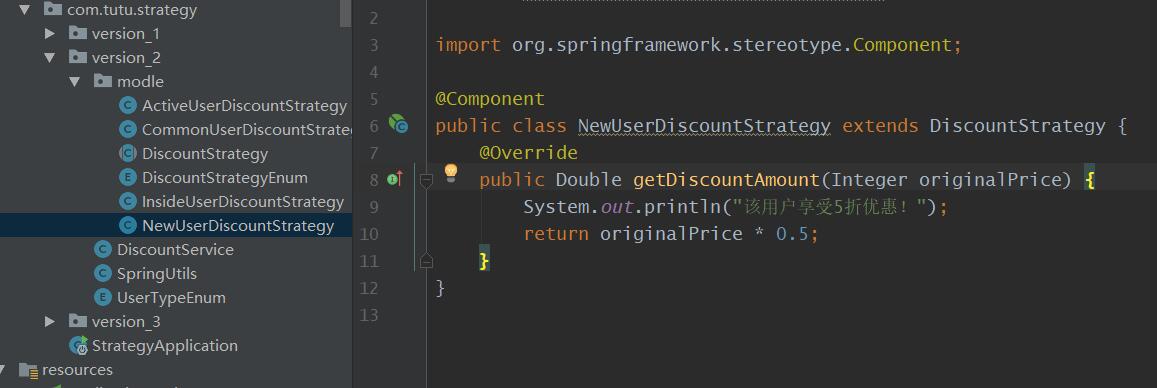 com.tutu.strategy
version_1
version_2
modle
ActiveUserDiscountStrategy
CommonUserDiscountStrate
DiscountStrategy
DiscountStrategyEnum
InsideUserDiscountStrategy
NewUserDiscountStrategy
DiscountService
SpringUtils
UserTypeEnum
version_3
StrategyApplication
resources
2
3 import org.springframework.stereotype.Component;
4
5 @Component
6 public class NewUserDiscountStrategy extends DiscountStrategy {
7 @Override
8 public Double getDiscountAmount(Integer originalPrice) {
9 System.out.println("该用户享受5折优惠！");
10 return originalPrice * 0.5;
11 }
12 }
13